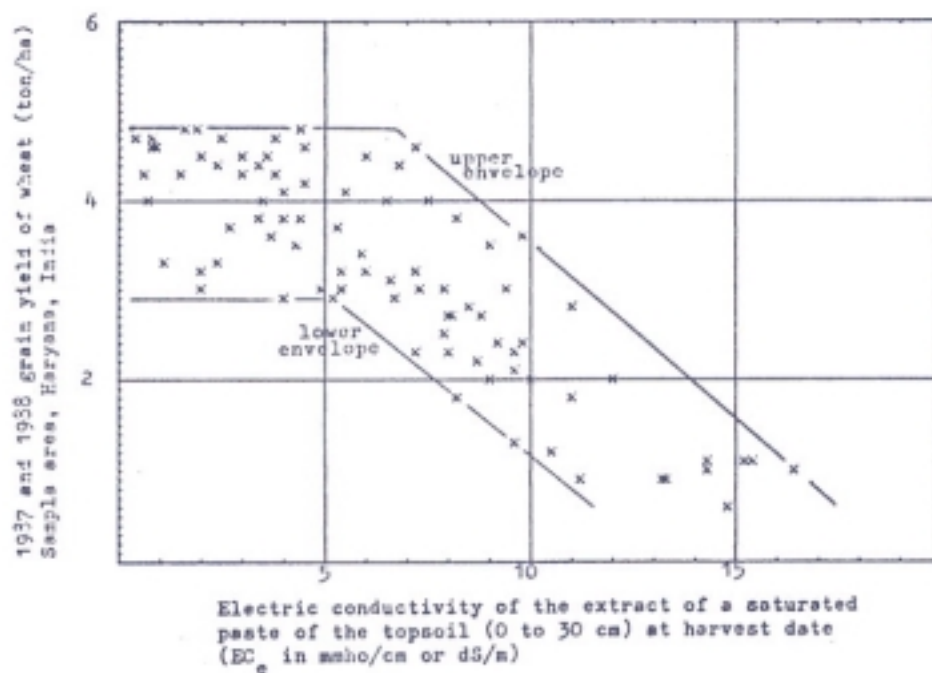 6
4
2
1937 and 1938 grain yield of wheat (ton/ha)
Sampla area, Haryana, India
upper
envelope
lower
envelope
5
10
15
Electric conductivity of the extract of a saturated
paste of the topsoil (0 to 30 cm) at harvest date
(ECe in mmho/cm or dS/m)